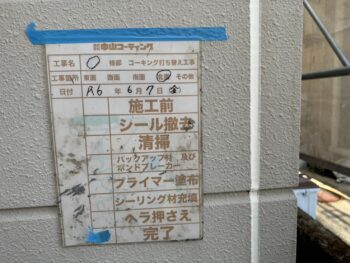 株式会社中山コーティング
工事名 〇 様邸 コーキング打ち替え工事
工事箇所 東面 西面 南面 北面 その他
日付 R6 年 6 月 7 日 金
施工前
シール撤去
清掃
バックアップ材 及び
ボンドブレーカー
プライマー塗布
シーリング材充填
ヘラ押さえ
完了